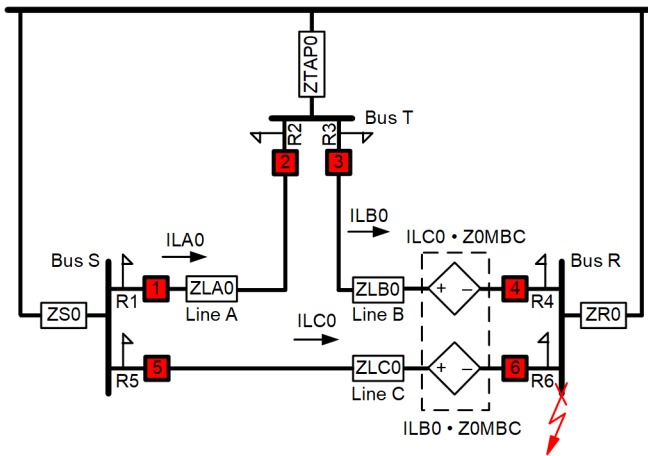 ZTAP0
Bus T
R2
R3
2
3
ILB0
ILA0
ILC0 • Z0MBC
Bus S
Bus R
+
−
1
ZLA0
ZLB0
4
R1
Line A
Line B
R4
ZS0
ZR0
ILC0
+
−
5
ZLC0
6
R5
Line C
R6
ILB0 • Z0MBC